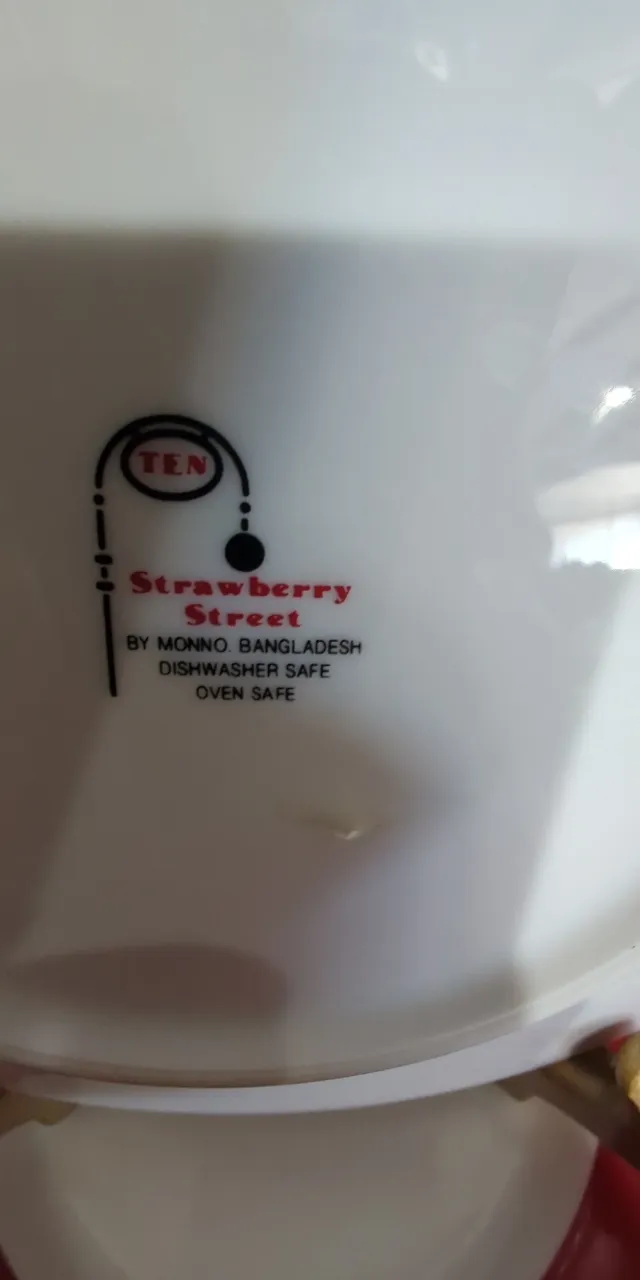 TEN
Strawberry
Street
BY MONNO. BANGLADESH
DISHWASHER SAFE
OVEN SAFE